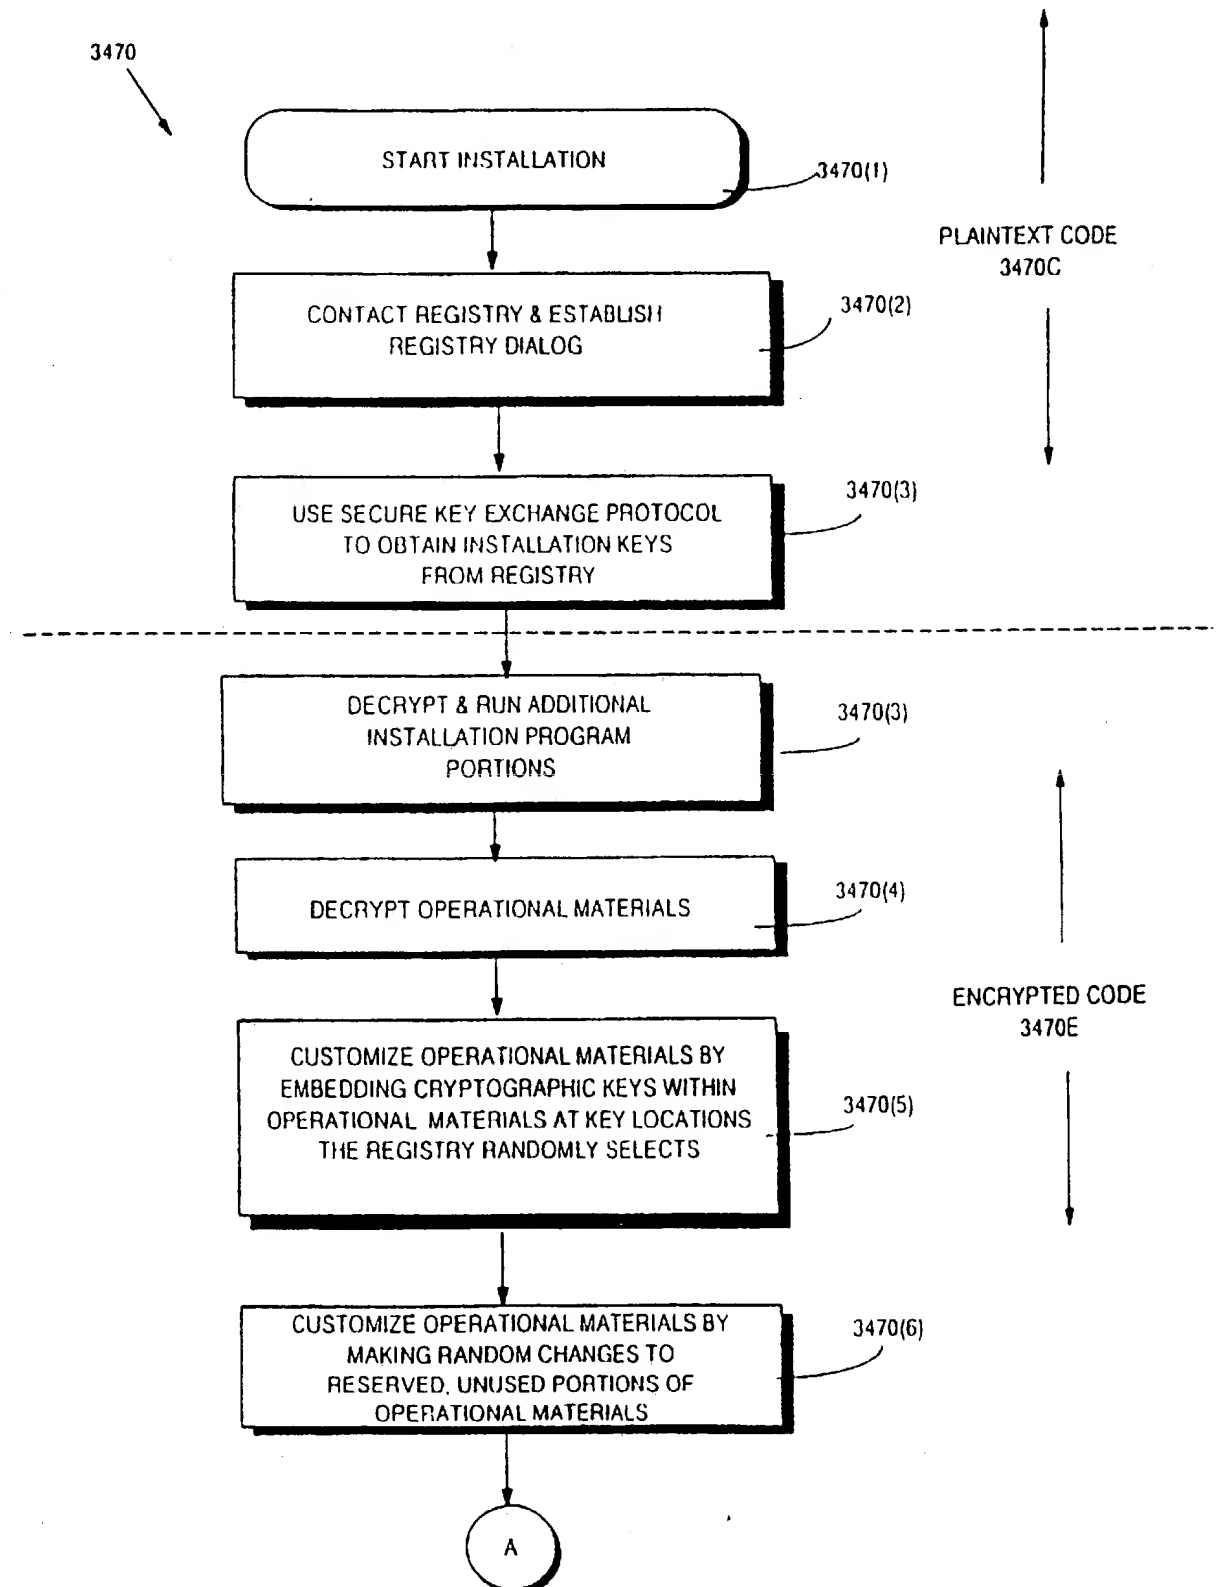 3470
START INSTALLATION
3470(1)
PLAINTEXT CODE
3470C
CONTACT REGISTRY & ESTABLISH
REGISTRY DIALOG
3470(2)
USE SECURE KEY EXCHANGE PROTOCOL
TO OBTAIN INSTALLATION KEYS
FROM REGISTRY
3470(3)
DECRYPT & RUN ADDITIONAL
INSTALLATION PROGRAM
PORTIONS
3470(3)
DECRYPT OPERATIONAL MATERIALS
3470(4)
ENCRYPTED CODE
3470E
CUSTOMIZE OPERATIONAL MATERIALS BY
EMBEDDING CRYPTOGRAPHIC KEYS WITHIN
OPERATIONAL MATERIALS AT KEY LOCATIONS
THE REGISTRY RANDOMLY SELECTS
3470(5)
CUSTOMIZE OPERATIONAL MATERIALS BY
MAKING RANDOM CHANGES TO
RESERVED, UNUSED PORTIONS OF
OPERATIONAL MATERIALS
3470(6)
A